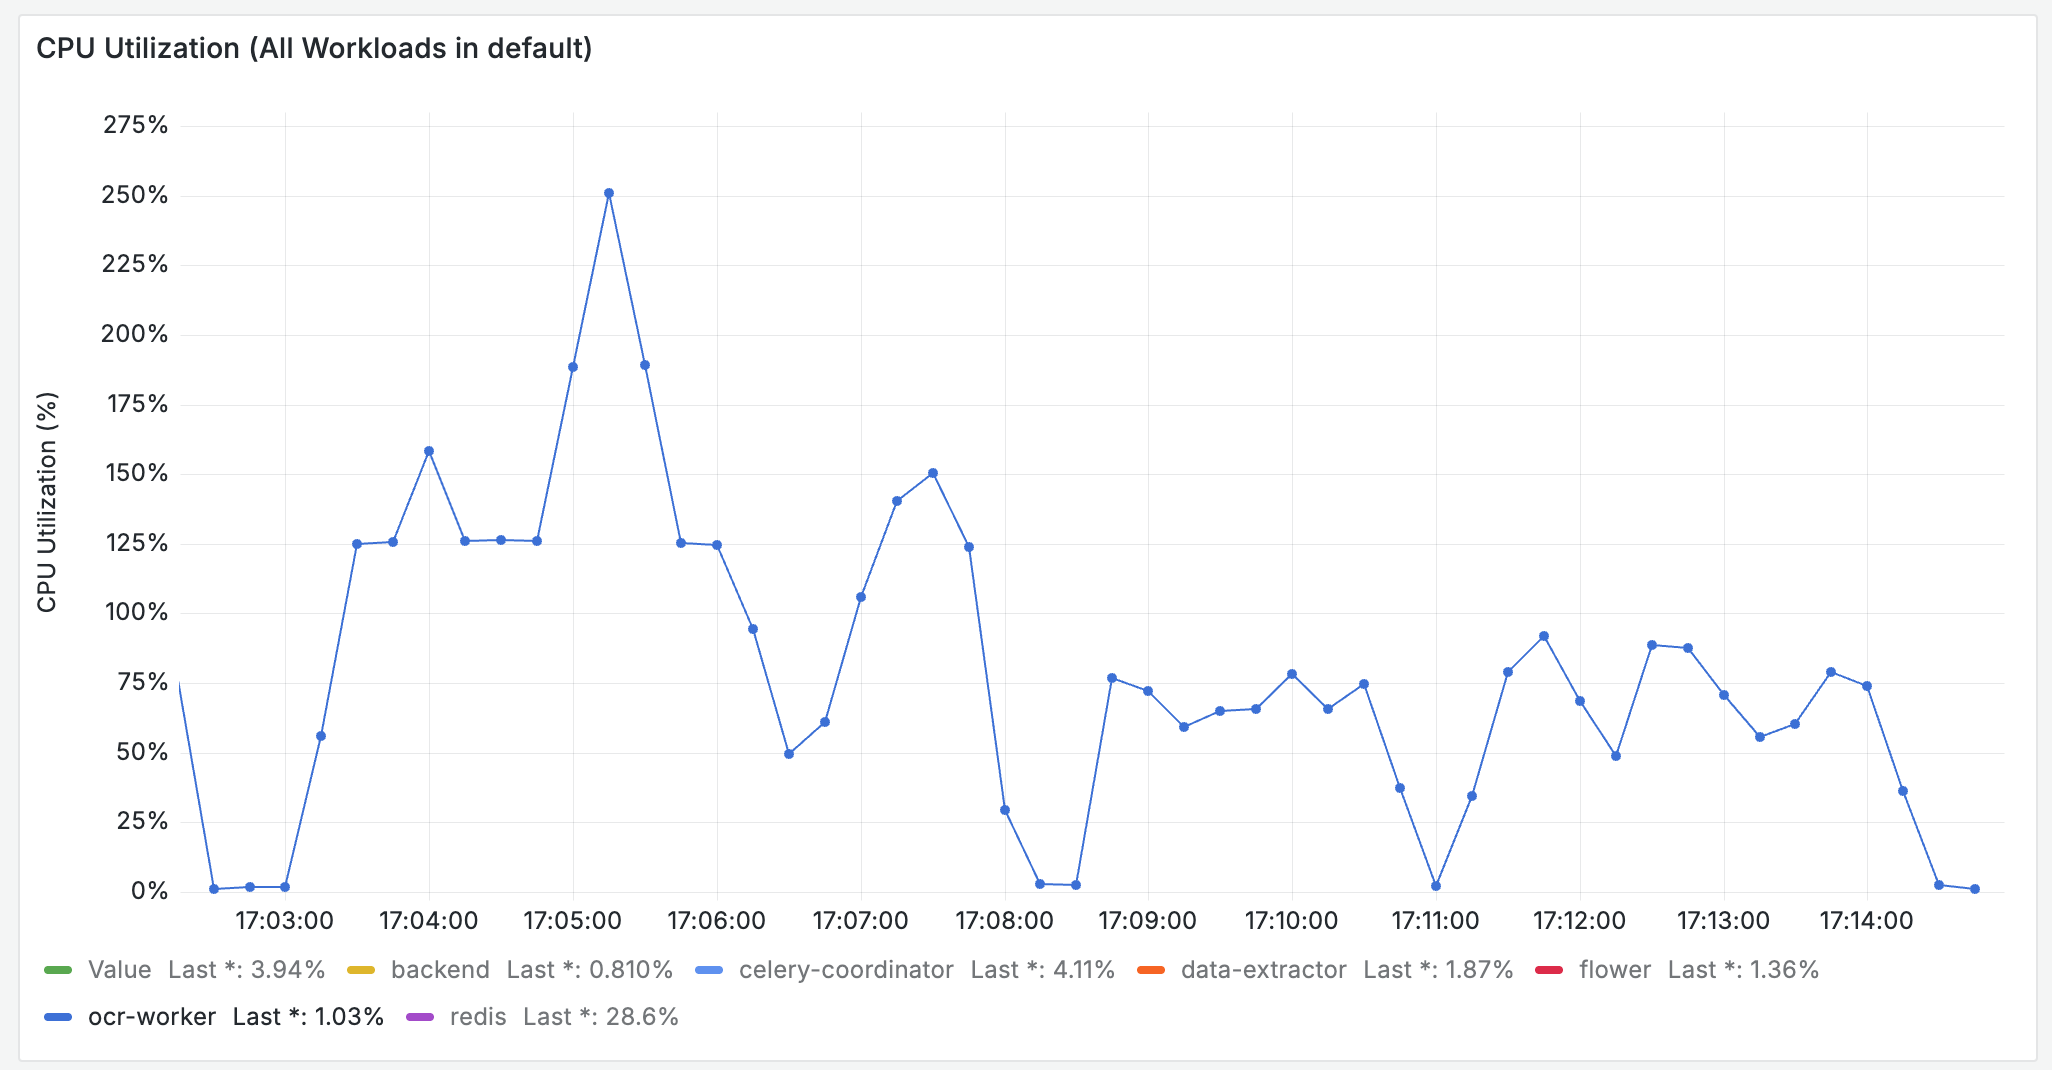 CPU Utilization (All Workloads in default)
CPU Utilization (%)
275%
250%
225%
200%
175%
150%
125%
100%
75%
50%
25%
0%
17:03:00 17:04:00 17:05:00 17:06:00 17:07:00 17:08:00 17:09:00 17:10:00 17:11:00 17:12:00 17:13:00 17:14:00
Value Last *: 3.94% backend Last *: 0.810% celery-coordinator Last *: 4.11% data-extractor Last *: 1.87% flower Last *: 1.36%
ocr-worker Last *: 1.03% redis Last *: 28.6%